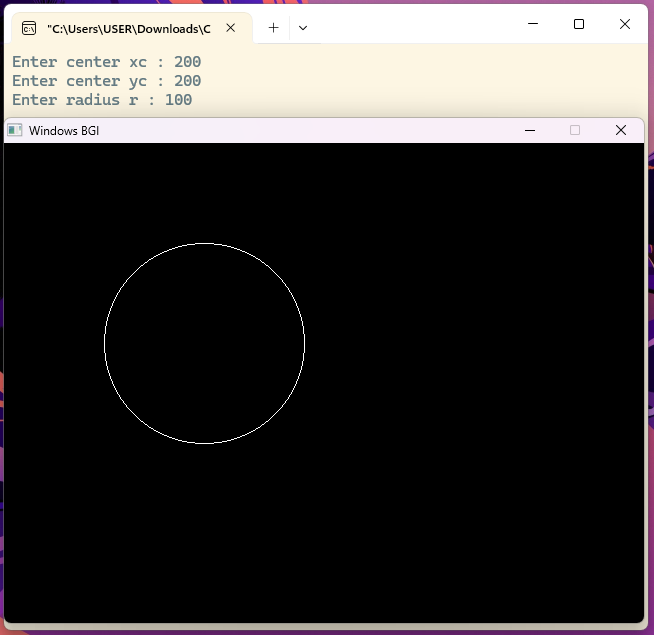 "C:\Users\USER\Downloads\C
Enter center xc : 200
Enter center yc : 200
Enter radius r : 100
Windows BGI